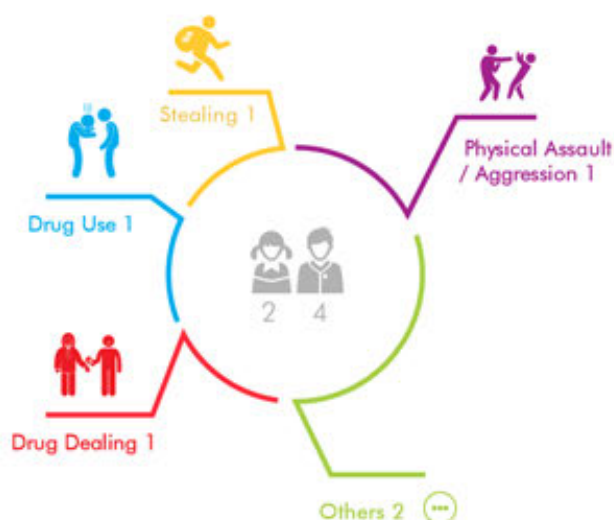 Stealing 1
Physical Assault
/ Aggression 1
Drug Use 1
2 4
Drug Dealing 1
Others 2